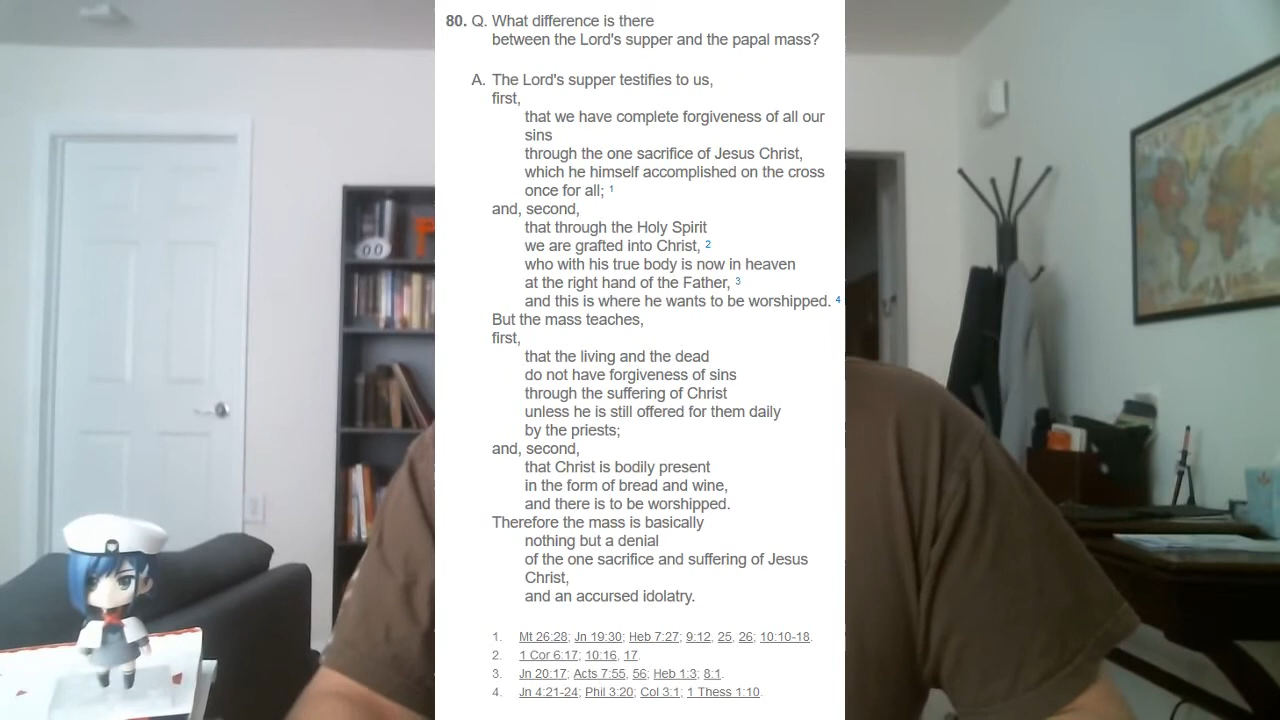 80. Q. What difference is there
between the Lord's supper and the papal mass?
A. The Lord's supper testifies to us,
first,
that we have complete forgiveness of all our
sins
through the one sacrifice of Jesus Christ,
which he himself accomplished on the cross
once for all; 1
and, second,
that through the Holy Spirit
we are grafted into Christ, 2
who with his true body is now in heaven
at the right hand of the Father, 3
and this is where he wants to be worshipped. 4
But the mass teaches,
first,
that the living and the dead
do not have forgiveness of sins
through the suffering of Christ
unless he is still offered for them daily
by the priests;
and, second,
that Christ is bodily present
in the form of bread and wine,
and there is to be worshipped.
Therefore the mass is basically
nothing but a denial
of the one sacrifice and suffering of Jesus
Christ,
and an accursed idolatry.
1. Mt 26:28; Jn 19:30; Heb 7:27; 9:12, 25, 26; 10:10-18.
2. 1 Cor 6:17; 10:16, 17.
3. Jn 20:17; Acts 7:55, 56; Heb 1:3; 8:1.
4. Jn 4:21-24; Phil 3:20; Col 3:1; 1 Thess 1:10.